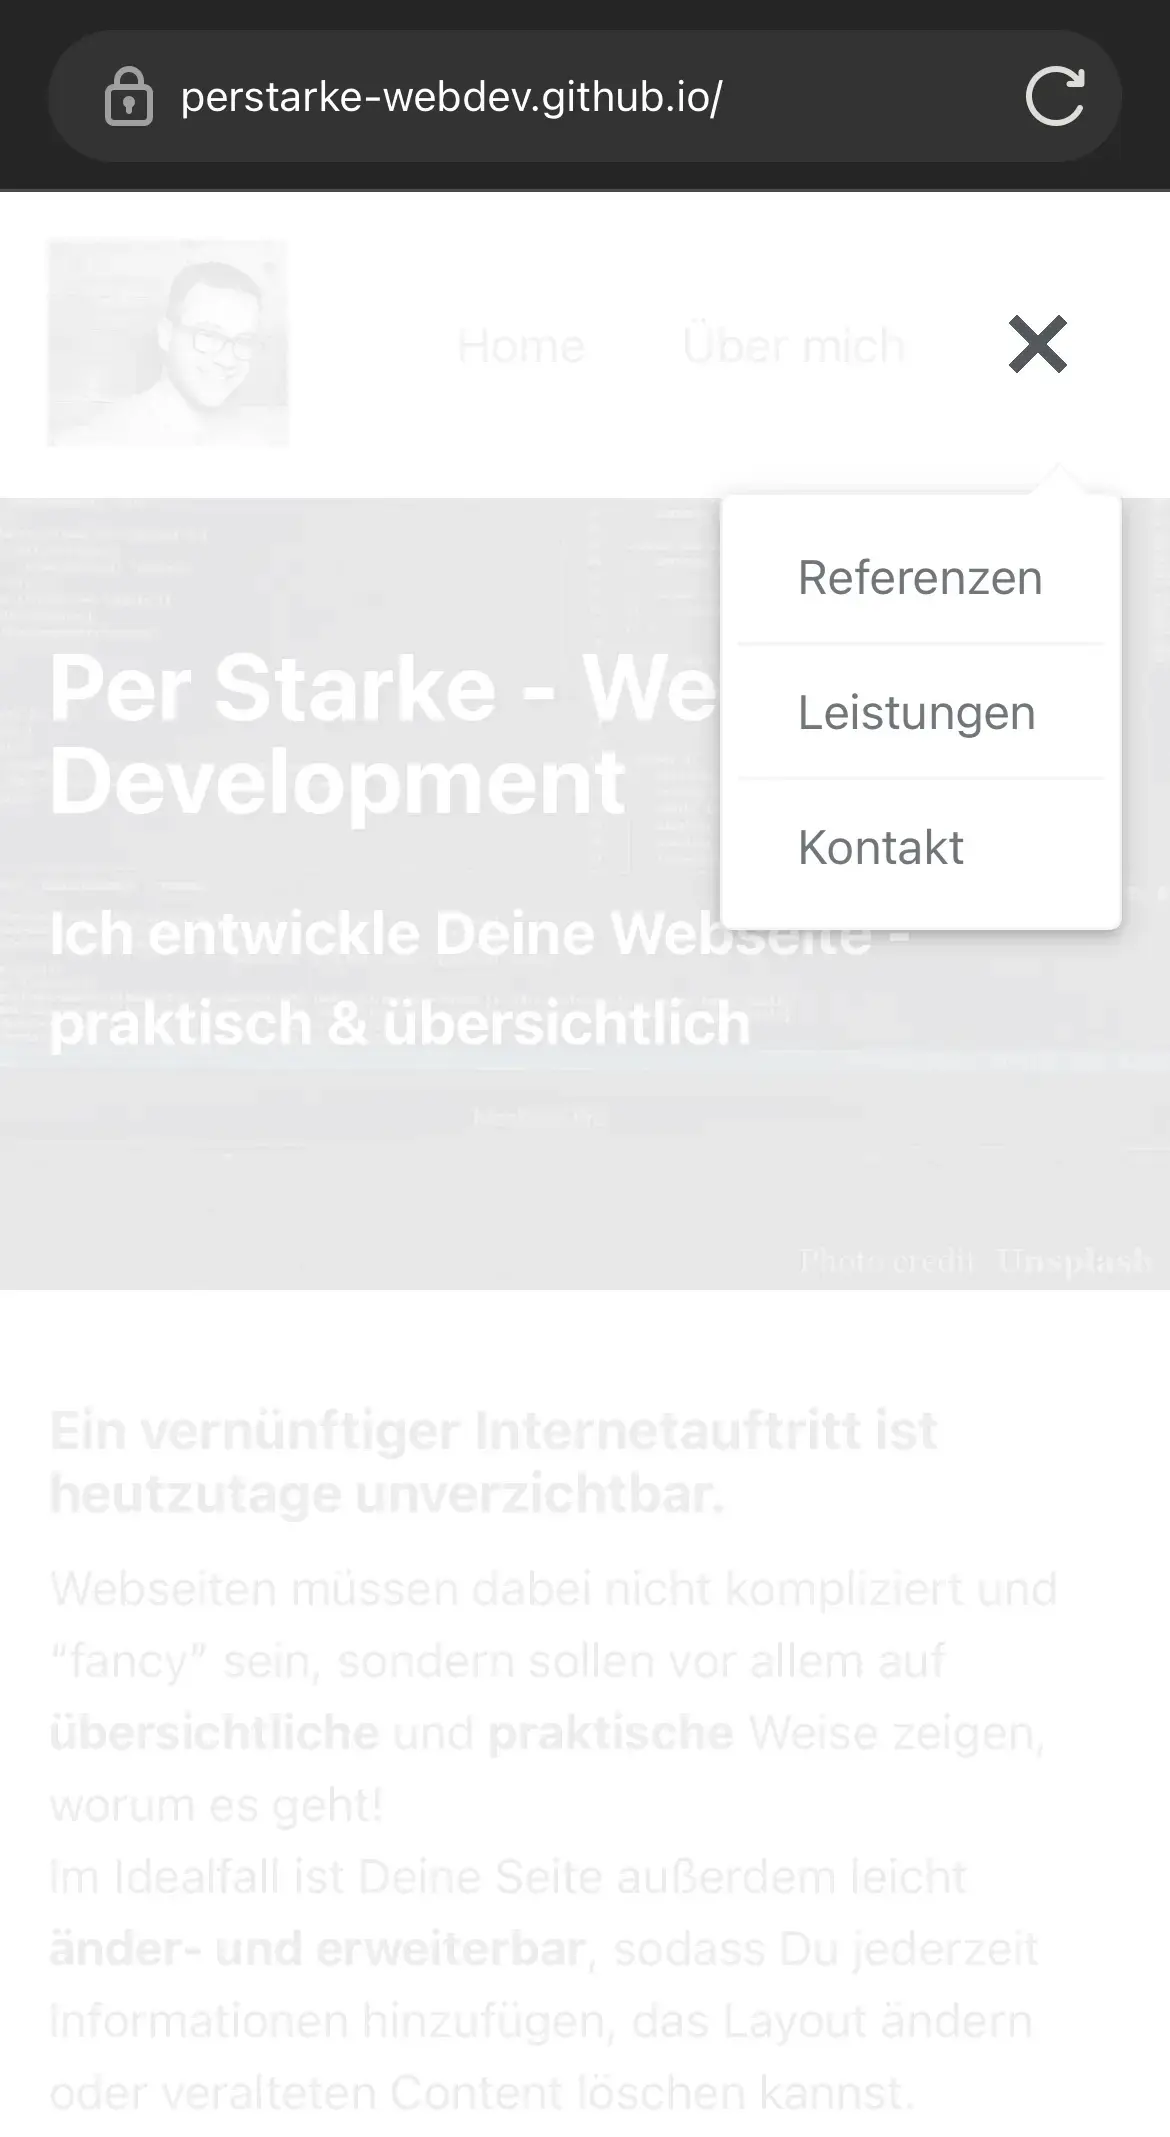 perstarke-webdev.github.io/
Home Über mich
Referenzen
Leistungen
Kontakt
Per Starke - We
Development
Ich entwickle Deine Webseite -
praktisch & übersichtlich
Photo credit Unsplash
Ein vernünftiger Internetauftritt ist
heutzutage unverzichtbar.
Webseiten müssen dabei nicht kompliziert und
“fancy” sein, sondern sollen vor allem auf
übersichtliche und praktische Weise zeigen,
worum es geht!
Im Idealfall ist Deine Seite außerdem leicht
änder- und erweiterbar, sodass Du jederzeit
Informationen hinzufügen, das Layout ändern
oder veralteten Content löschen kannst.